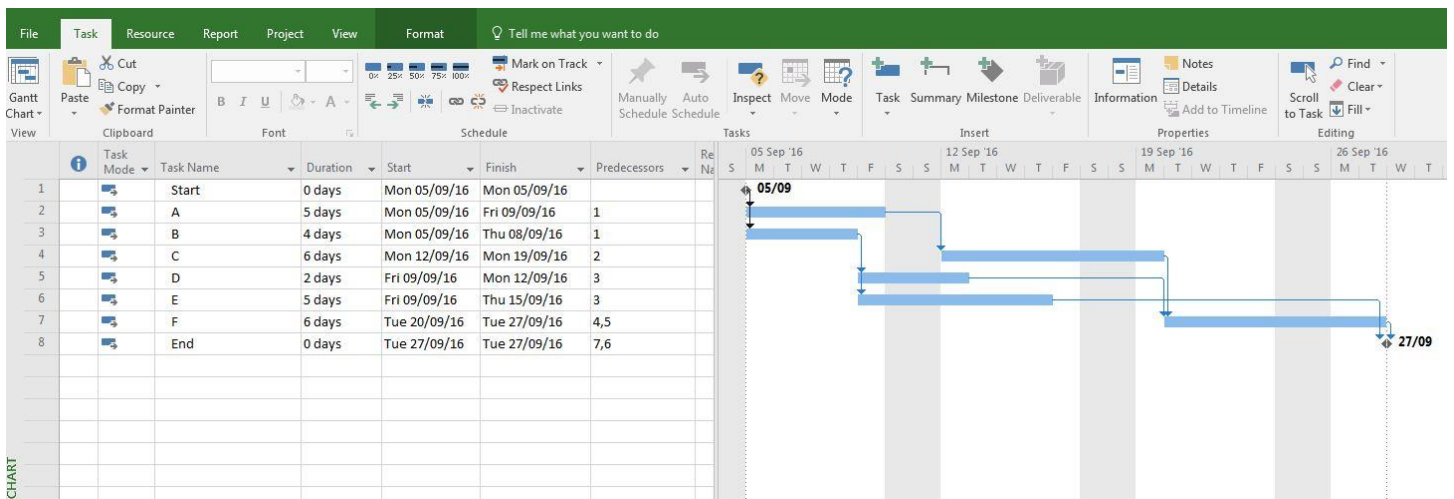 File Task Resource Report Project View Format Tell me what you want to do
Cut
Copy
Format Painter
Paste
Gantt
Chart
View
Clipboard
B I U A
Font
0% 25% 50% 75% 100%
Mark on Track
Respect Links
Inactivate
Schedule
Manually Schedule
Auto Schedule
Inspect Move Mode
Tasks
Task Summary Milestone Deliverable
Insert
Information
Notes
Details
Add to Timeline
Properties
Scroll
to Task
Find
Clear
Fill
Editing
Task Mode Task Name Duration Start Finish Predecessors Re Na
05 Sep '16 12 Sep '16 19 Sep '16 26 Sep '16
S M T W T F S S M T W T F S S M T W T F S S M T W T
1 Start 0 days Mon 05/09/16 Mon 05/09/16
2 A 5 days Mon 05/09/16 Fri 09/09/16 1
3 B 4 days Mon 05/09/16 Thu 08/09/16 1
4 C 6 days Mon 12/09/16 Mon 19/09/16 2
5 D 2 days Fri 09/09/16 Mon 12/09/16 3
6 E 5 days Fri 09/09/16 Thu 15/09/16 3
7 F 6 days Tue 20/09/16 Tue 27/09/16 4,5
8 End 0 days Tue 27/09/16 Tue 27/09/16 7,6
05/09
27/09
CHART